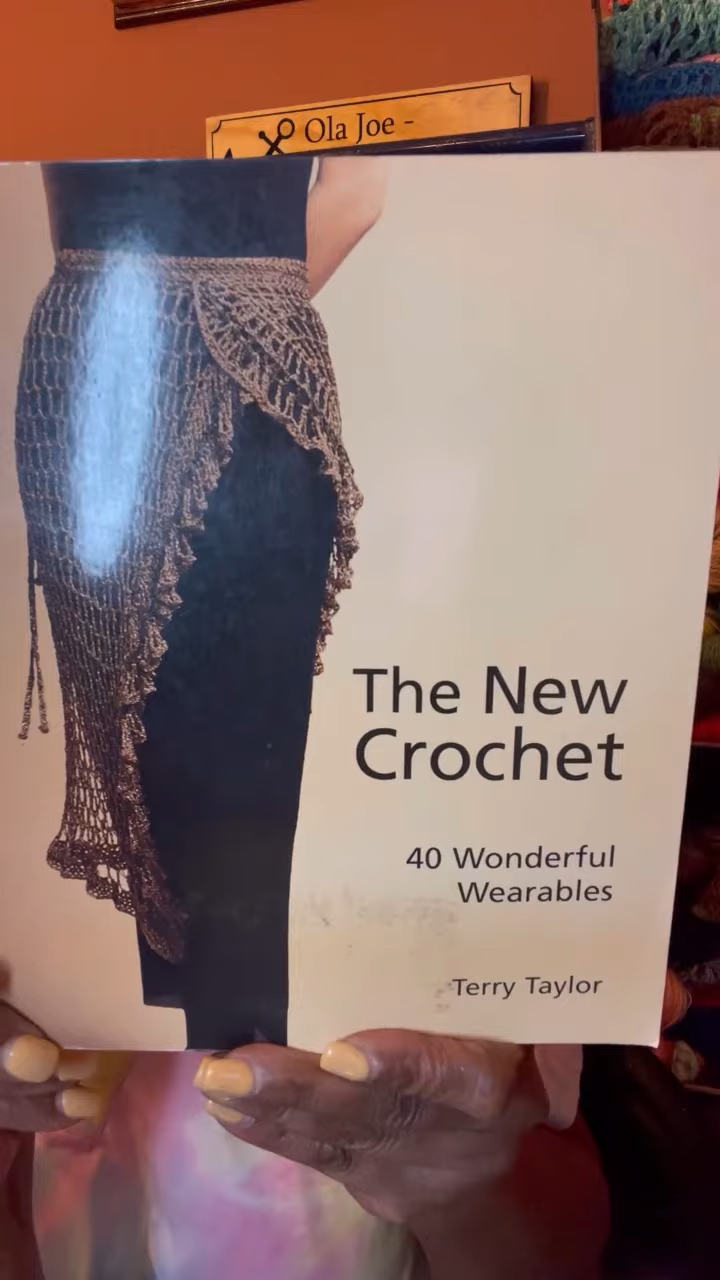 Ola Joe -
The New
Crochet
40 Wonderful
Wearables
Terry Taylor